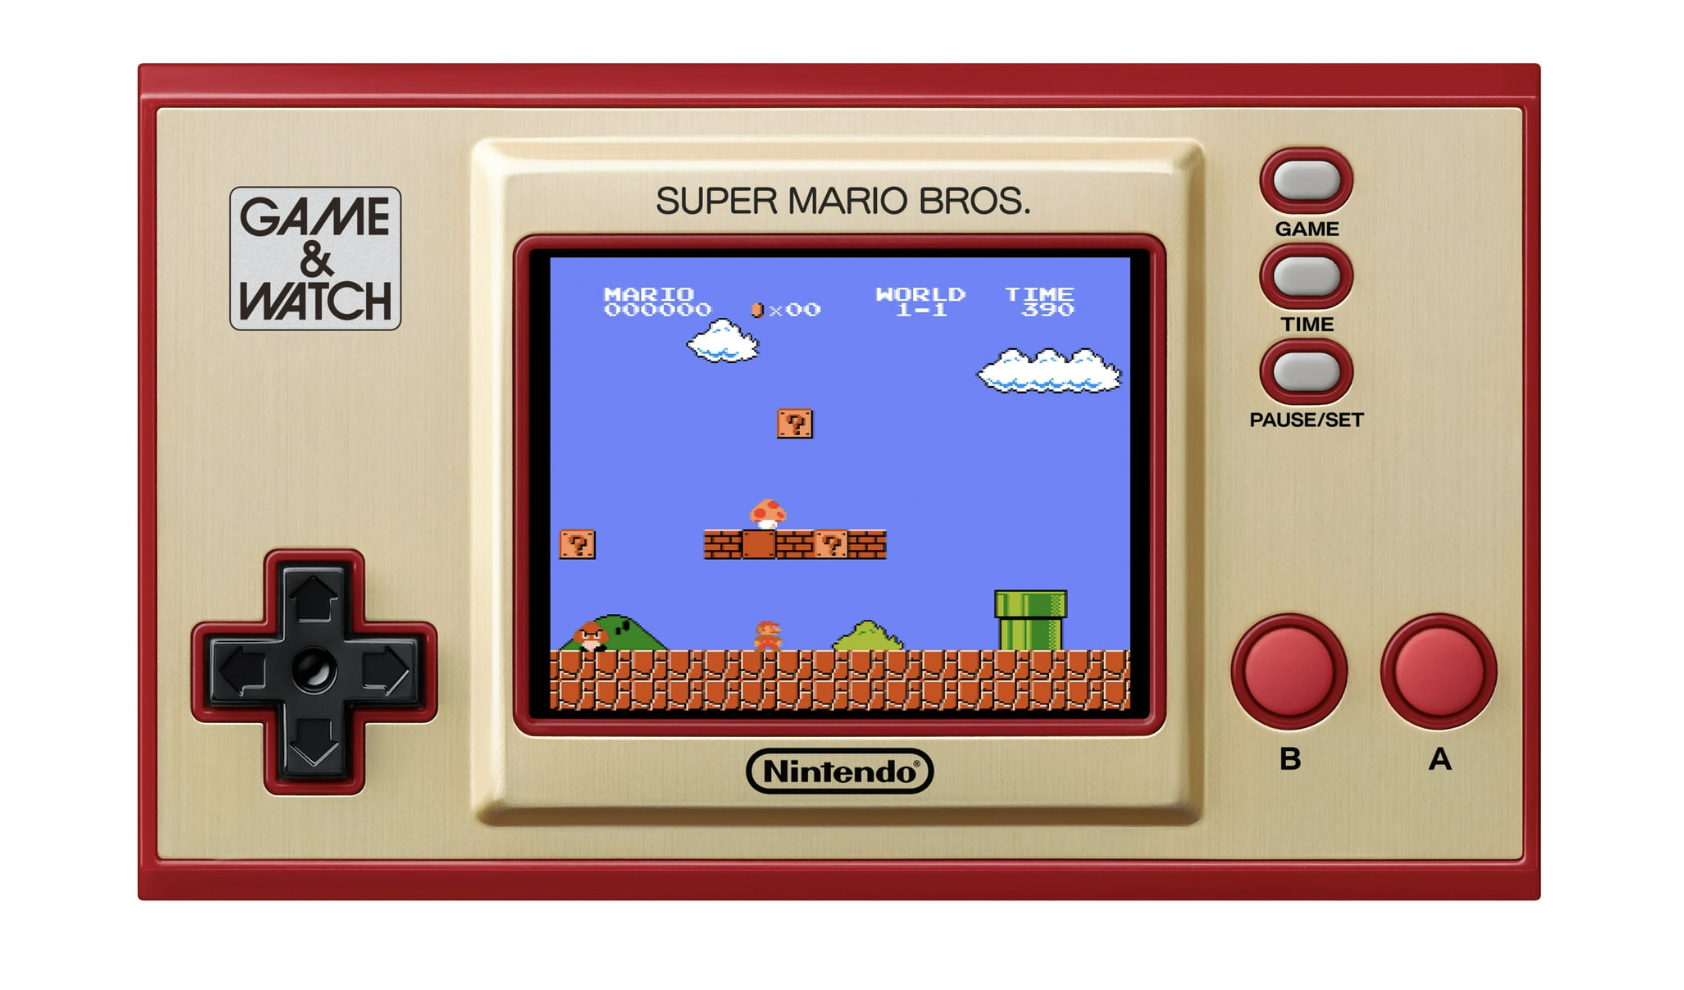 GAME
&
WATCH
SUPER MARIO BROS.
MARIO WORLD TIME
000000 ×00 1-1 390
?
? ?
Nintendo®
GAME
TIME
PAUSE/SET
B A